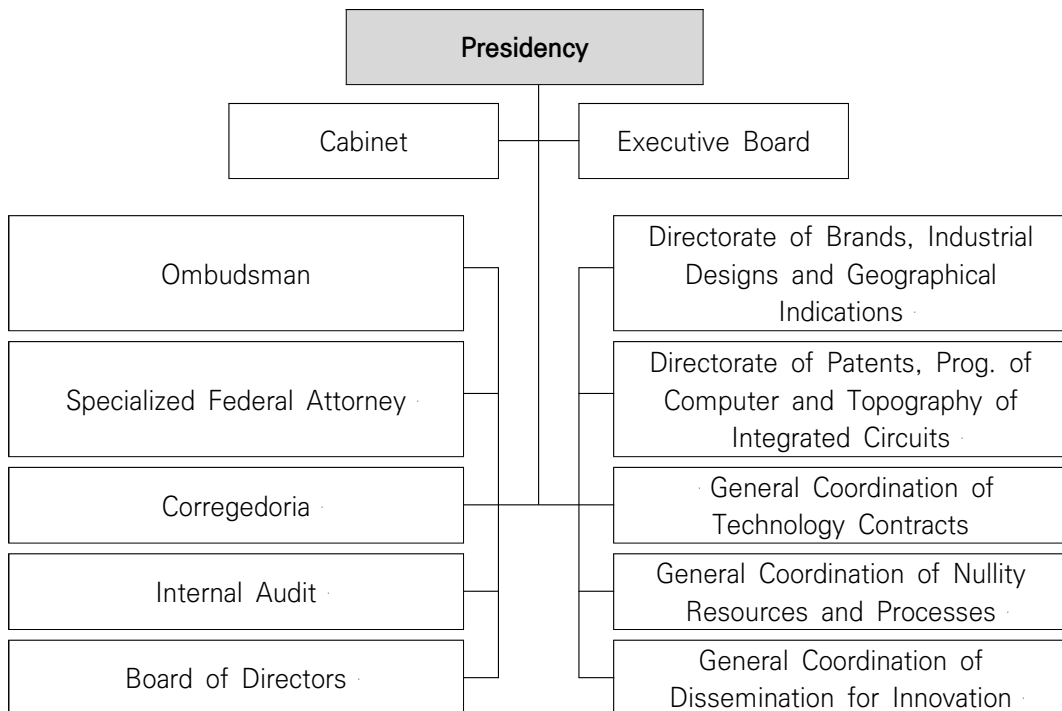 Presidency
Cabinet
Executive Board
Ombudsman
Directorate of Brands, Industrial
Designs and Geographical
Indications
Specialized Federal Attorney
Directorate of Patents, Prog. of
Computer and Topography of
Integrated Circuits
Corregedoria
General Coordination of
Technology Contracts
Internal Audit
General Coordination of Nullity
Resources and Processes
Board of Directors
General Coordination of
Dissemination for Innovation